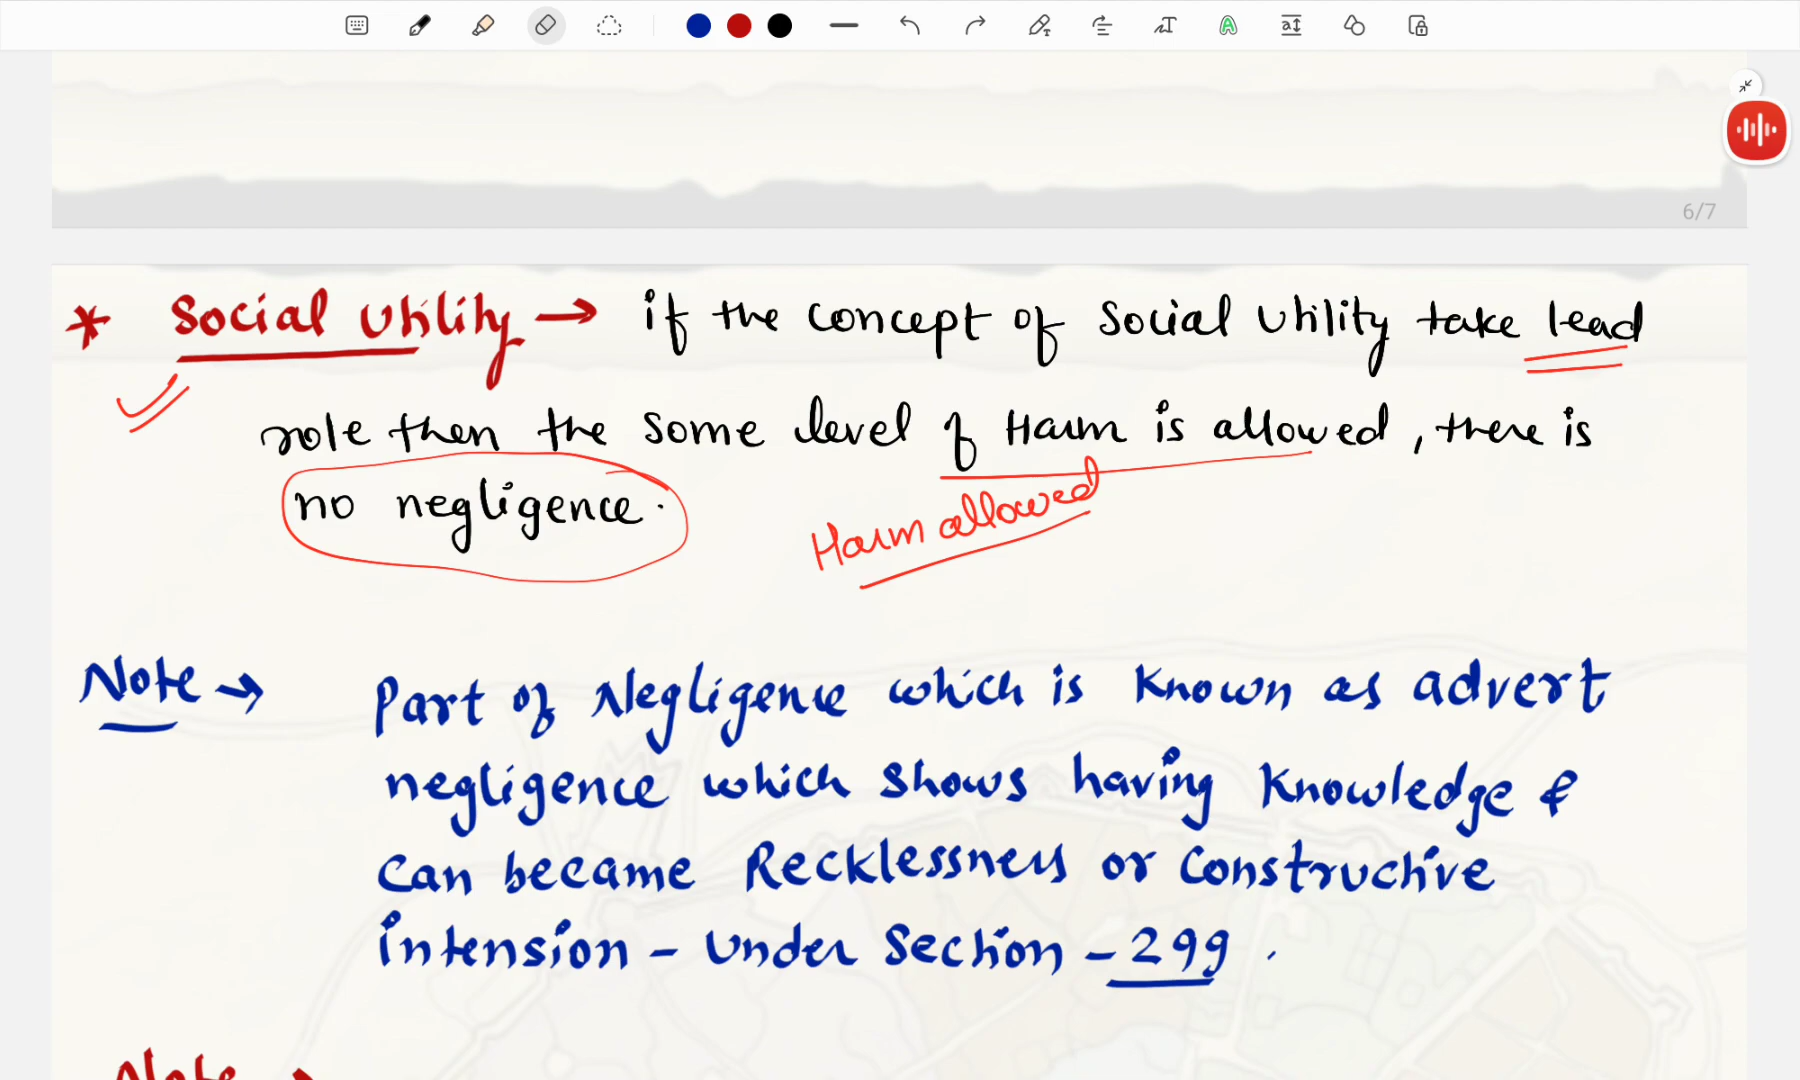 6/7
* Social Utility → if the concept of Social Utility take lead
role then the some level of Harm is allowed, there is
no negligence.
Harm allowed
Note → Part of Negligence which is Known as advert
negligence which shows having Knowledge &
Can became Recklessness or Constructive
intension - Under Section - 299.
Note →